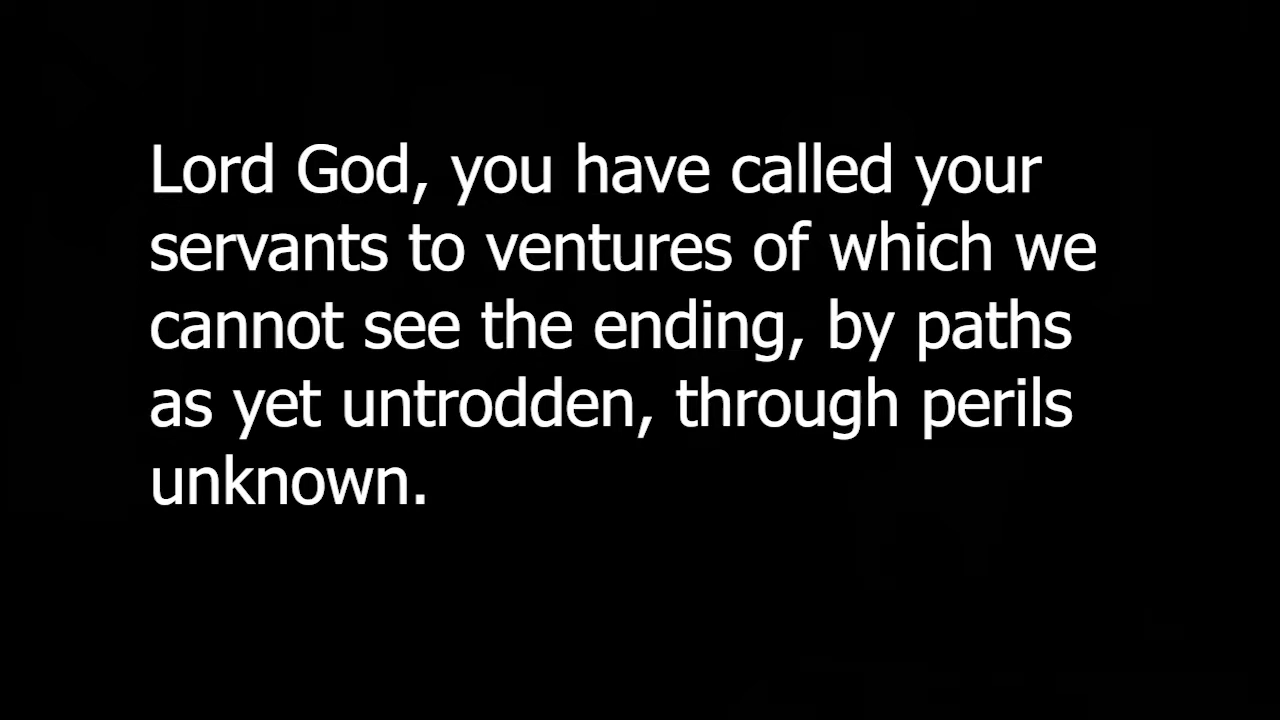 Lord God, you have called your
servants to ventures of which we
cannot see the ending, by paths
as yet untrodden, through perils
unknown.